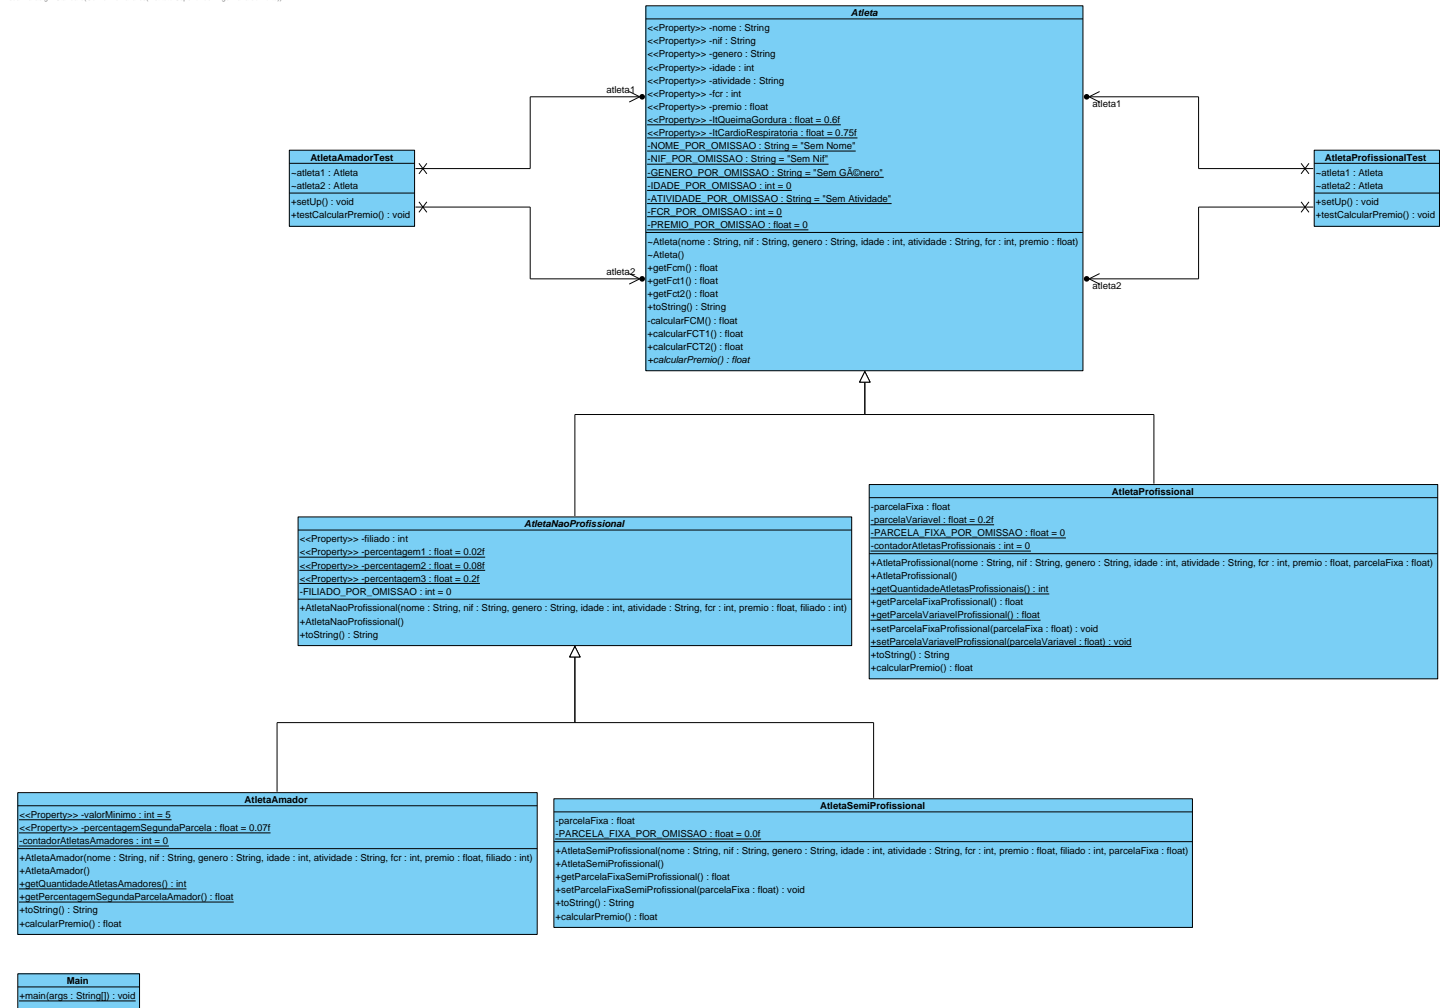 Atleta
<<Property>> -nome : String
<<Property>> -nif : String
<<Property>> -genero : String
<<Property>> -idade : int
<<Property>> -atividade : String
<<Property>> -fcr : int
<<Property>> -premio : float
<<Property>> -ItQueimaGordura : float = 0.6f
<<Property>> -ItCardioRespiratoria : float = 0.75f
-NOME_POR_OMISSAO : String = "Sem Nome"
-NIF_POR_OMISSAO : String = "Sem Nif"
-GENERO_POR_OMISSAO : String = "Sem GÃ©nero"
-IDADE_POR_OMISSAO : int = 0
-ATIVIDADE_POR_OMISSAO : String = "Sem Atividade"
-FCR_POR_OMISSAO : int = 0
-PREMIO_POR_OMISSAO : float = 0
~Atleta(nome : String, nif : String, genero : String, idade : int, atividade : String, fcr : int, premio : float)
~Atleta()
+getFcm() : float
+getFct1() : float
+getFct2() : float
+toString() : String
-calcularFCM() : float
+calcularFCT1() : float
+calcularFCT2() : float
+calcularPremio() : float
atleta1
atleta2
atleta1
atleta2
AtletaAmadorTest
~atleta1 : Atleta
~atleta2 : Atleta
+setUp() : void
+testCalcularPremio() : void
AtletaProfissionalTest
~atleta1 : Atleta
~atleta2 : Atleta
+setUp() : void
+testCalcularPremio() : void
AtletaNaoProfissional
<<Property>> -filiado : int
<<Property>> -percentagem1 : float = 0.02f
<<Property>> -percentagem2 : float = 0.08f
<<Property>> -percentagem3 : float = 0.2f
-FILIADO_POR_OMISSAO : int = 0
+AtletaNaoProfissional(nome : String, nif : String, genero : String, idade : int, atividade : String, fcr : int, premio : float, filiado : int)
+AtletaNaoProfissional()
+toString() : String
AtletaProfissional
-parcelaFixa : float
-parcelaVariavel : float = 0.2f
-PARCELA_FIXA_POR_OMISSAO : float = 0
-contadorAtletasProfissionais : int = 0
+AtletaProfissional(nome : String, nif : String, genero : String, idade : int, atividade : String, fcr : int, premio : float, parcelaFixa : float)
+AtletaProfissional()
+getQuantidadeAtletasProfissionais() : int
+getParcelaFixaProfissional() : float
+getParcelaVariavelProfissional() : float
+setParcelaFixaProfissional(parcelaFixa : float) : void
+setParcelaVariavelProfissional(parcelaVariavel : float) : void
+toString() : String
+calcularPremio() : float
AtletaAmador
<<Property>> -valorMinimo : int = 5
<<Property>> -percentagemSegundaParcela : float = 0.07f
-contadorAtletasAmadores : int = 0
+AtletaAmador(nome : String, nif : String, genero : String, idade : int, atividade : String, fcr : int, premio : float, filiado : int)
+AtletaAmador()
+getQuantidadeAtletasAmadores() : int
+getPercentagemSegundaParcelaAmador() : float
+toString() : String
+calcularPremio() : float
AtletaSemiProfissional
-parcelaFixa : float
-PARCELA_FIXA_POR_OMISSAO : float = 0.0f
+AtletaSemiProfissional(nome : String, nif : String, genero : String, idade : int, atividade : String, fcr : int, premio : float, filiado : int, parcelaFixa : float)
+AtletaSemiProfissional()
+getParcelaFixaSemiProfissional() : float
+setParcelaFixaSemiProfissional(parcelaFixa : float) : void
+toString() : String
+calcularPremio() : float
Main
+main(args : String[]) : void